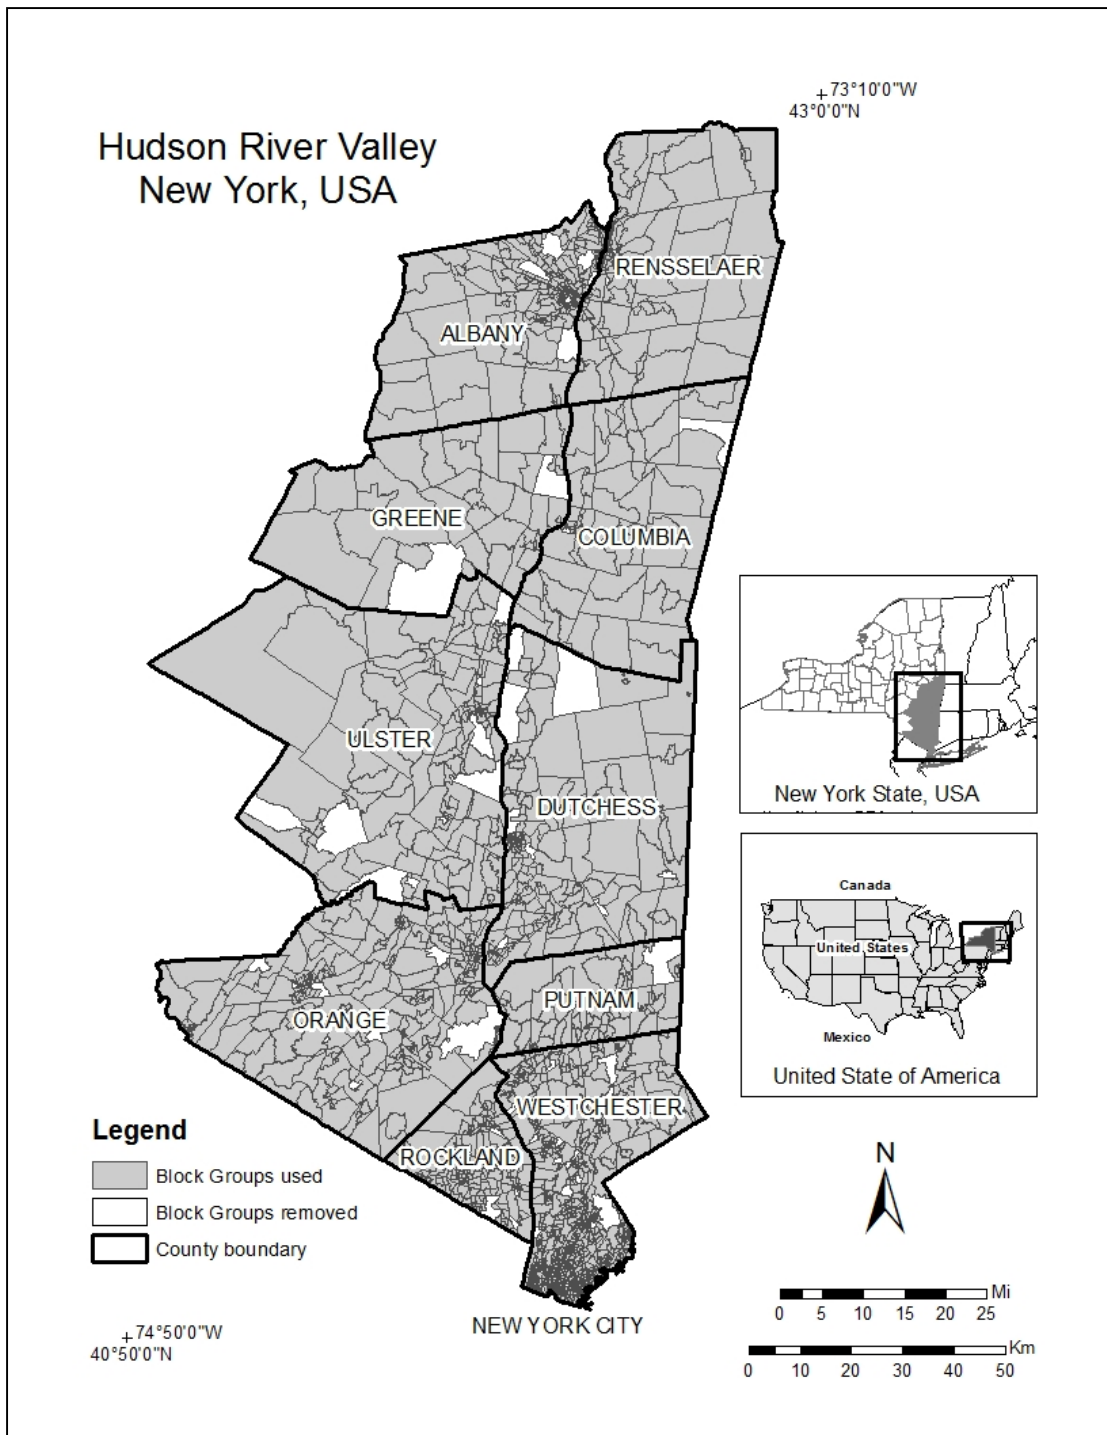 73°10'0"W
43°0'0"N
Hudson River Valley
New York, USA
RENSSELAER
ALBANY
GREENE
COLUMBIA
ULSTER
DUTCHESS
New York State, USA
Canada
United States
Mexico
United State of America
PUTNAM
ORANGE
WESTCHESTER
ROCKLAND
Legend
Block Groups used
Block Groups removed
County boundary
N
Mi
0 5 10 15 20 25
Km
0 10 20 30 40 50
NEW YORK CITY
74°50'0"W
40°50'0"N